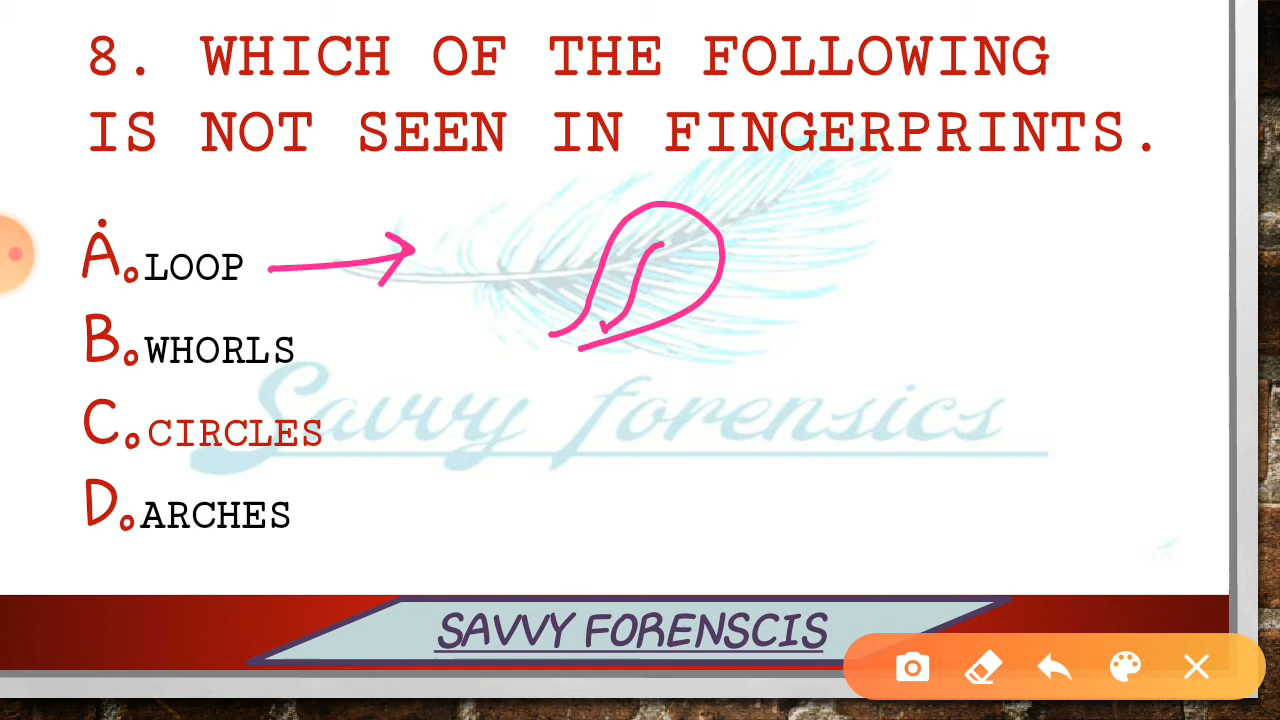 8. WHICH OF THE FOLLOWING
IS NOT SEEN IN FINGERPRINTS.
A. LOOP
B. WHORLS
C. CIRCLES
D. ARCHES
Savvy forensics
SAVVY FORENSCIS